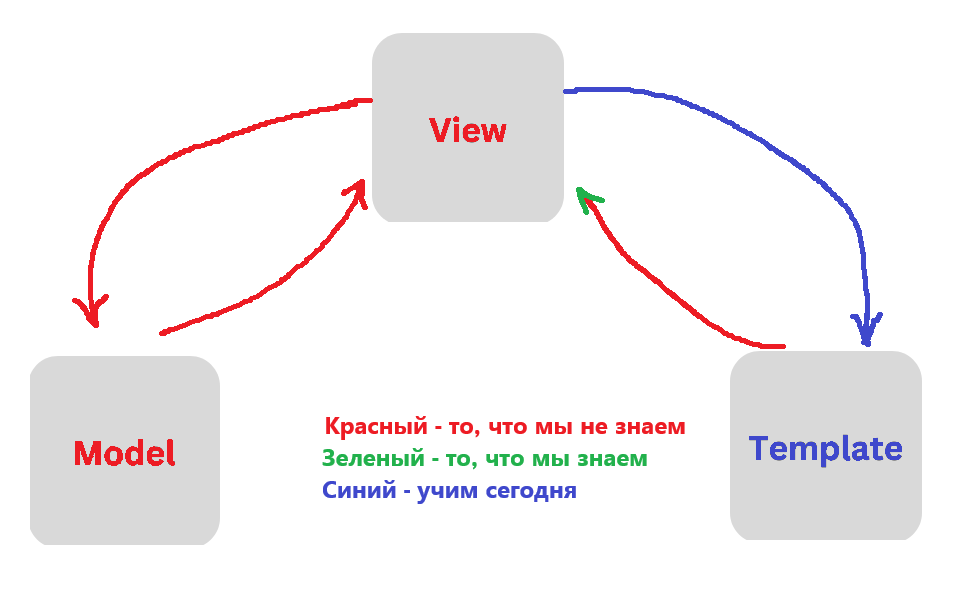 View
Model
Template
Красный - то, что мы не знаем
Зеленый - то, что мы знаем
Синий - учим сегодня